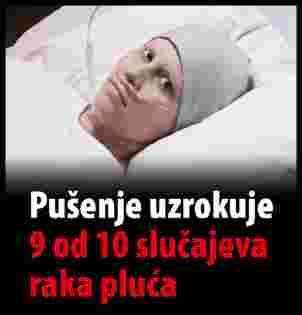 Pušenje uzrokuje
9 od 10 slučajeva
raka pluća